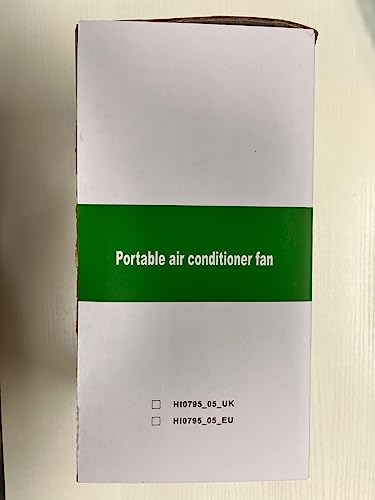 Portable air conditioner fan
HI0795_05_UK
HI0795_05_EU